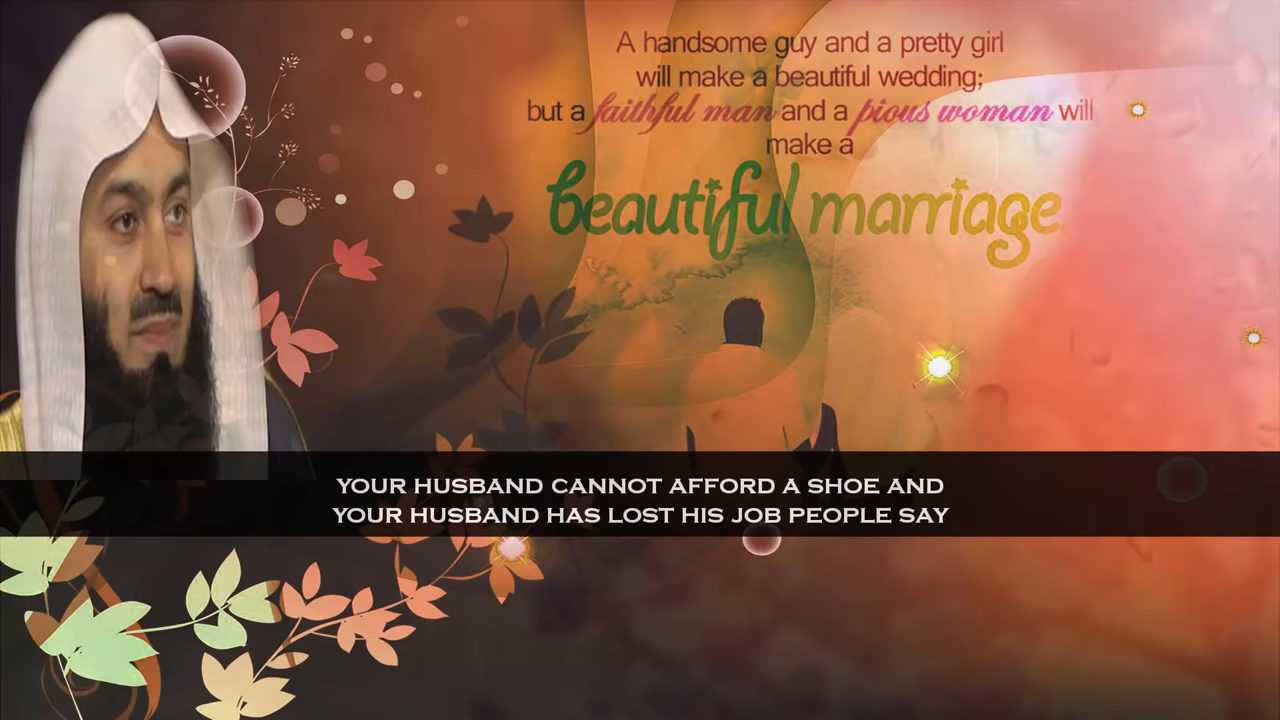 A handsome guy and a pretty girl
will make a beautiful wedding;
but a faithful man and a pious woman will
make a
beautiful marriage.
YOUR HUSBAND CANNOT AFFORD A SHOE AND
YOUR HUSBAND HAS LOST HIS JOB PEOPLE SAY